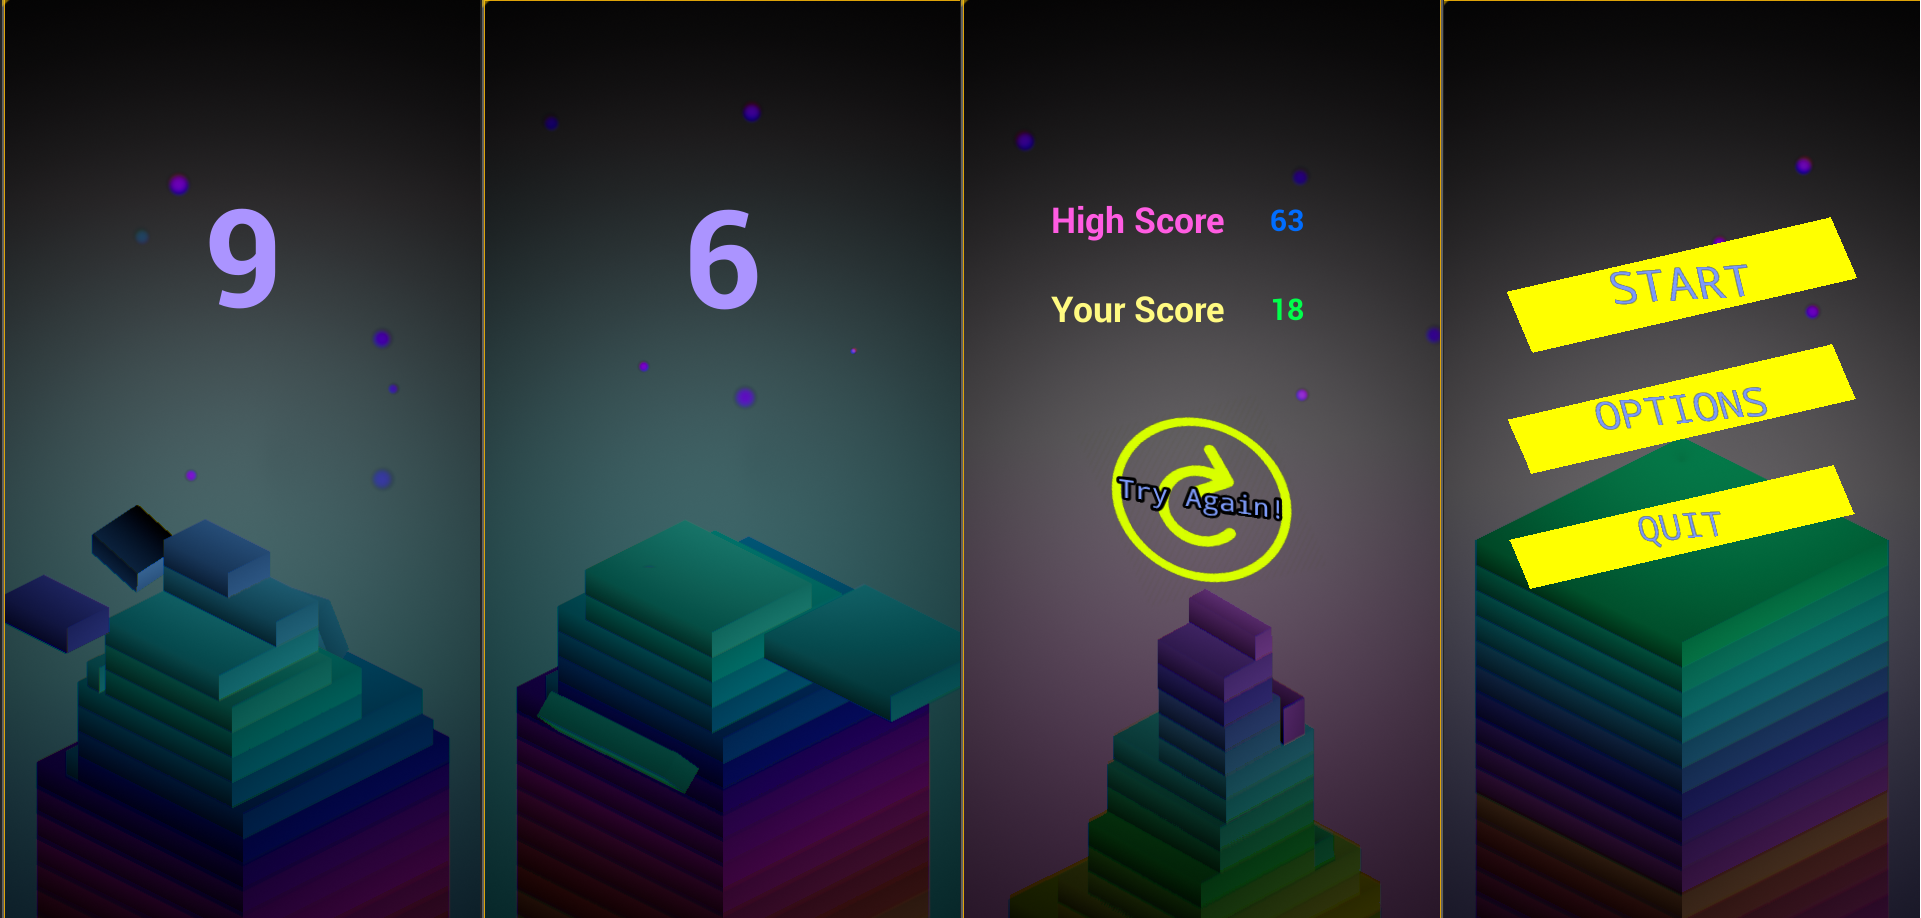 9
6
High Score 63
Your Score 18
Try Again!
START
OPTIONS
QUIT